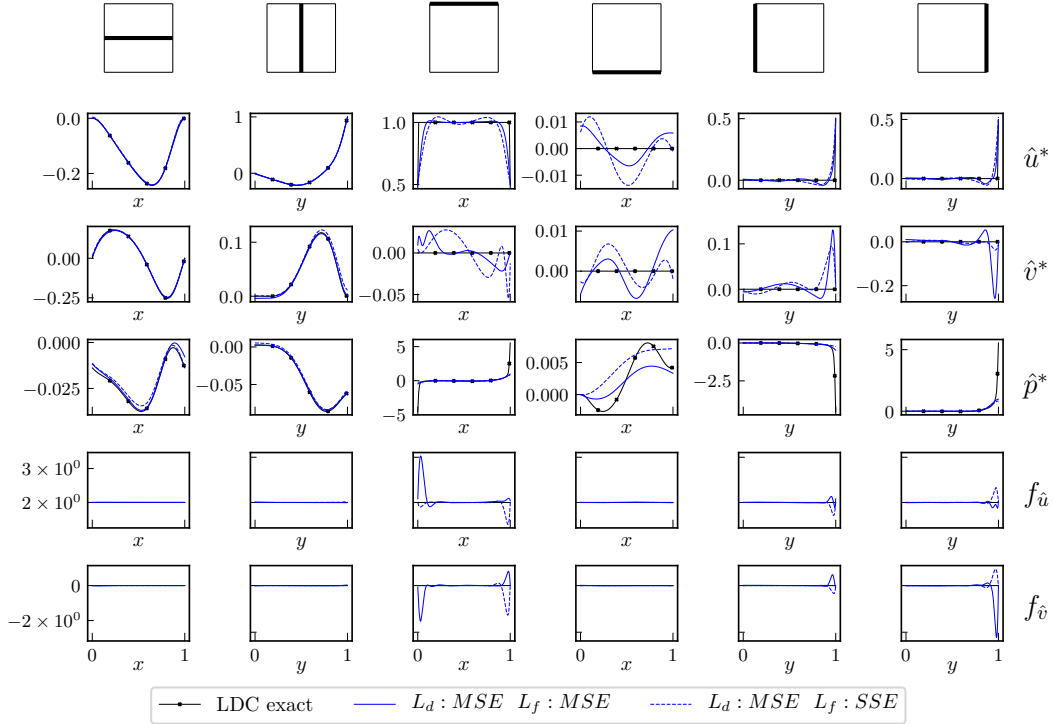 0.0 1 1.0 0.01 0.5 0.5
0.00 û*
−0.2 0 0.5 −0.01 0.0 0.0
x y x x y y
0.00 0.1 0.00 0.1 0.0 v̂*
0.00
−0.25 0.0 −0.05 0.0 −0.2
x y x x y y
0.000 0.00 5 0.005 0.0 5 p̂*
−0.025 −0.05 0 0.000 −2.5
−5 0
x y x x y y
3 × 10⁰
2 × 10⁰ f_û
x y x x y y
0
−2 × 10⁰ f_v̂
0 1 0 1 0 1 0 1 0 1 0 1
x y x x y y
LDC exact L_d : MSE L_f : MSE L_d : MSE L_f : SSE